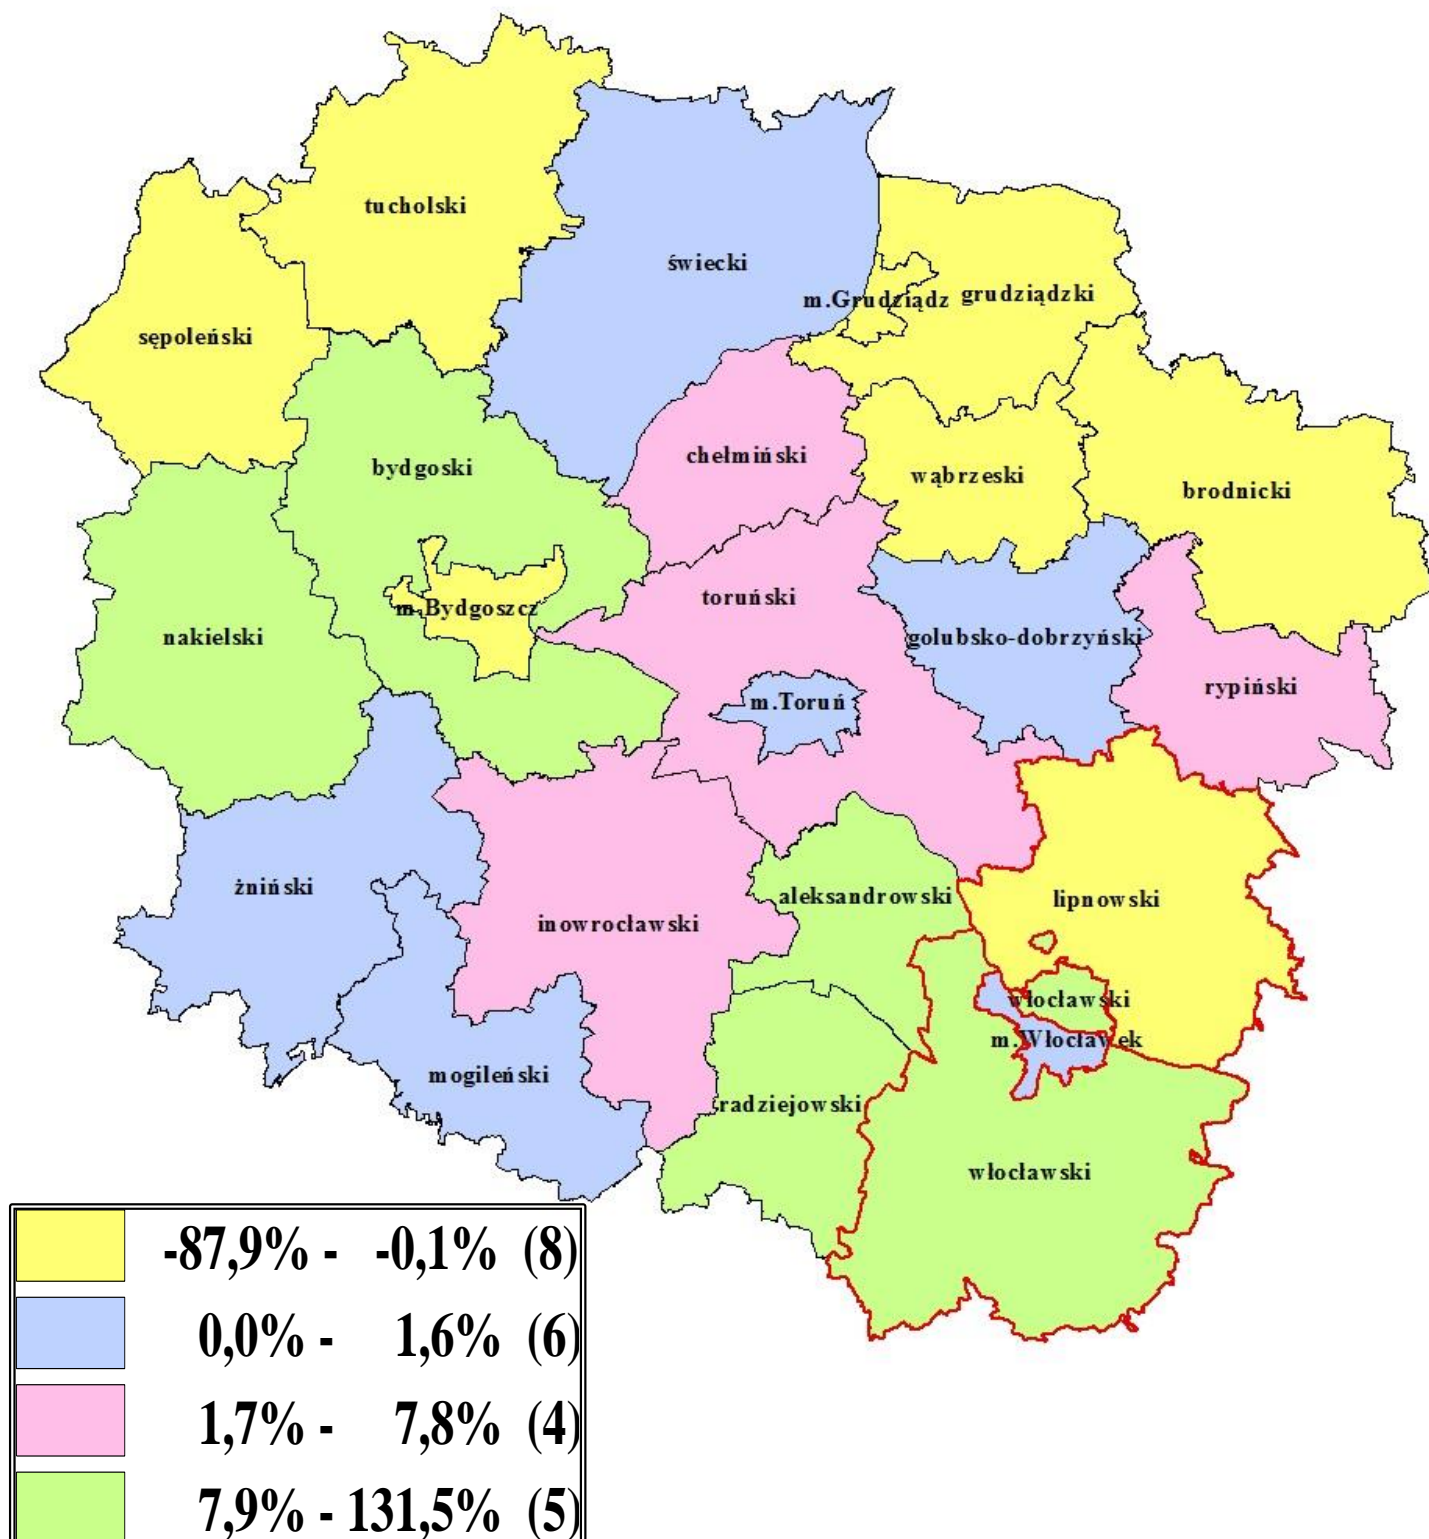 tucholski
świecki
m.Grudziądz
grudziądzki
sępoleński
chełmiński
bydgoski
wąbrzeski
brodnicki
toruński
m.Bydgoszcz
nakielski
golubsko-dobrzyński
rypiński
m.Toruń
żniński
aleksandrowski
lipnowski
inowrocławski
włocławski
m.Włocławek
mogileński
radziejowski
włocławski
-87,9% - -0,1% (8)
0,0% - 1,6% (6)
1,7% - 7,8% (4)
7,9% - 131,5% (5)